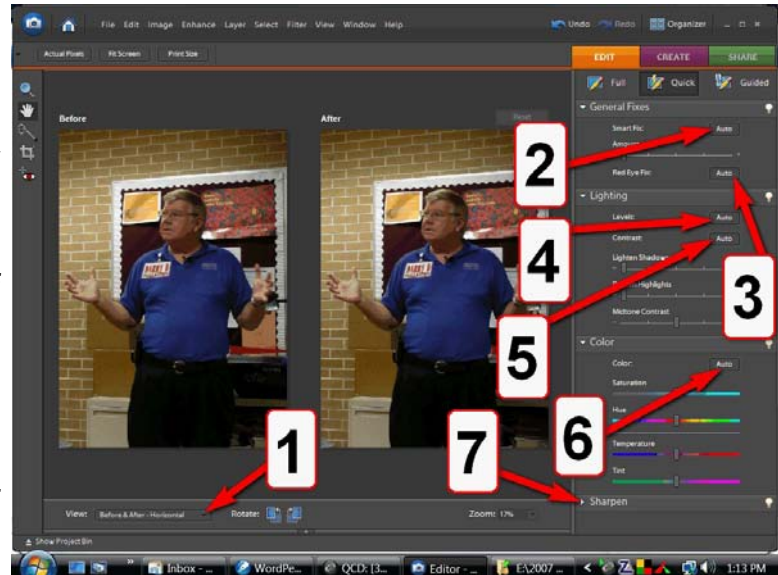 File Edit Image Enhance Layer Select Filter View Window Help Undo Redo Organizer
Actual Pixels Fit Screen Print Size EDIT CREATE SHARE
Full Quick Guided
Before After Reset
General Fixes
Smart Fix: Auto
2
Red Eye Fix: Auto
Lighting
Levels: Auto
4
Contrast: Auto
Lighten Shadows
3
Highlights
5
Midtone Contrast
Color
Color: Auto
Saturation
6
Hue
1
7
Temperature
Tint
Sharpen
View: Before & After - Horizontal Rotate: Zoom: 17%
Show Project Bin
Inbox - ... WordPe... QCD: [3... Editor - ... E:\2007 ... 1:13 PM